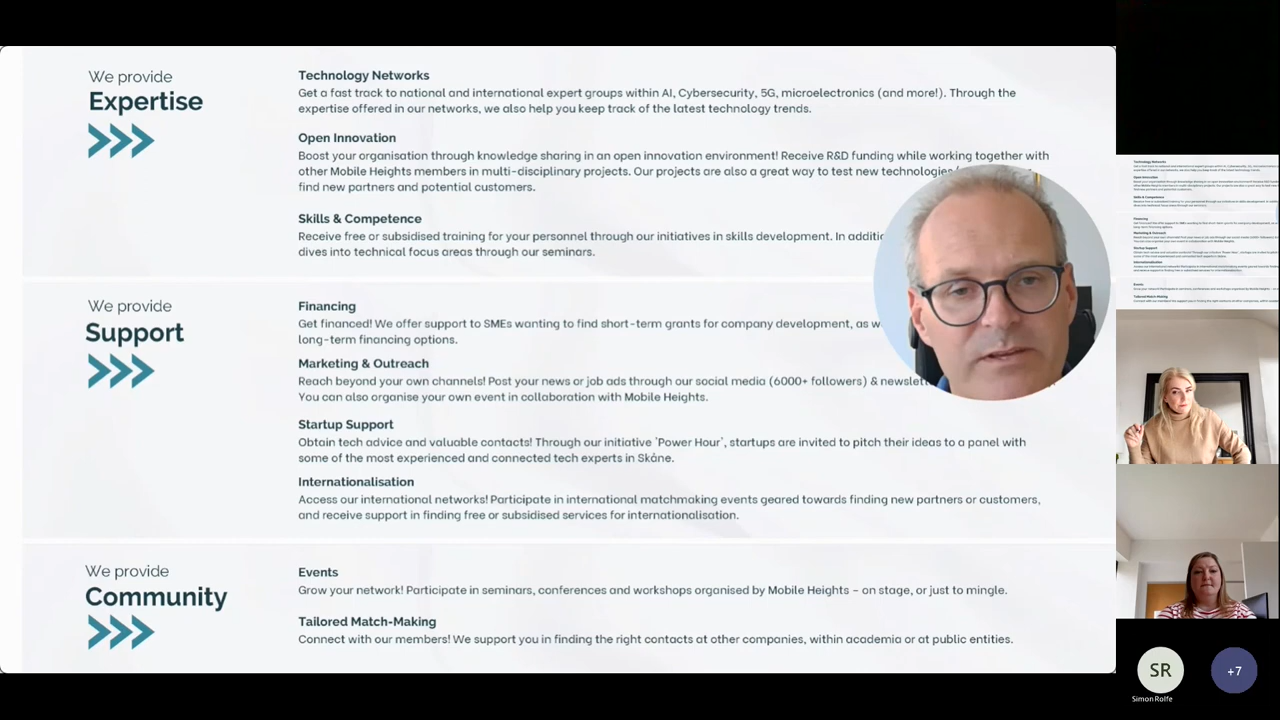 We provide
Expertise
Technology Networks
Get a fast track to national and international expert groups within AI, Cybersecurity, 5G, microelectronics (and more!). Through the
expertise offered in our networks, we also help you keep track of the latest technology trends.
Open Innovation
Boost your organisation through knowledge sharing in an open innovation environment! Receive R&D funding while working together with
other Mobile Heights members in multi-disciplinary projects. Our projects are also a great way to test new technologies
find new partners and potential customers.
Skills & Competence
Receive free or subsidised training for your personnel through our initiatives in skills development. In
dives into technical focus areas through our seminars.
We provide
Support
Financing
Get financed! We offer support to SMEs wanting to find short-term grants for company development, as
long-term financing options.
Marketing & Outreach
Reach beyond your own channels! Post your news or job ads through our social media (6000+ followers) &
You can also organise your own event in collaboration with Mobile Heights.
Startup Support
Obtain tech advice and valuable contacts! Through our initiative 'Power Hour', startups are invited to pitch their ideas to a panel with
some of the most experienced and connected tech experts in Skåne.
Internationalisation
Access our international networks! Participate in international matchmaking events geared towards finding new partners or customers,
and receive support in finding free or subsidised services for internationalisation.
We provide
Community
Events
Grow your network! Participate in seminars, conferences and workshops organised by Mobile Heights – on stage, or just to mingle.
Tailored Match-Making
Connect with our members! We support you in finding the right contacts at other companies, within academia or at public entities.
SR
Simon Rolfe
+7